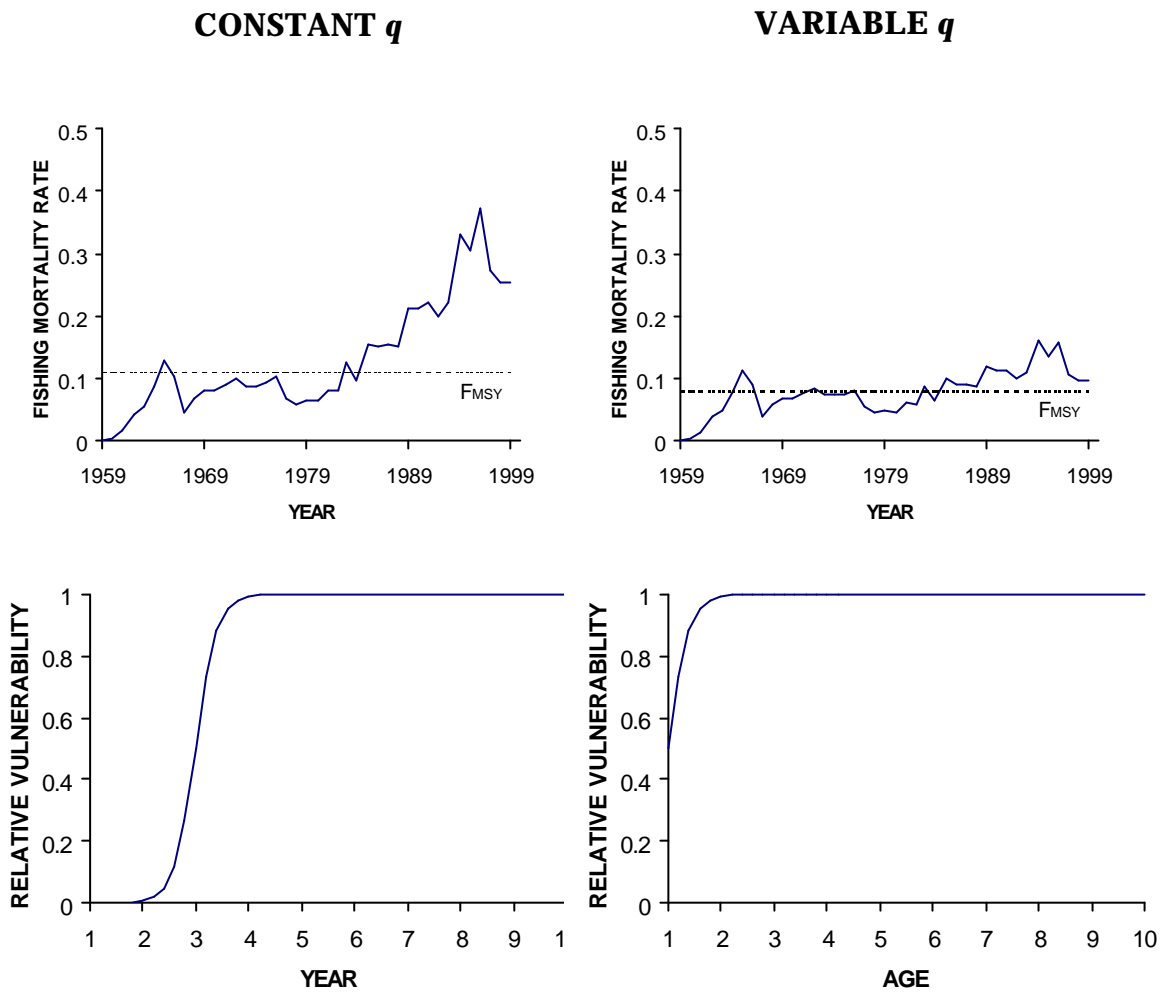 CONSTANT q
VARIABLE q
FISHING MORTALITY RATE
0.5
0.4
0.3
0.2
0.1
0
FMSY
1959 1969 1979 1989 1999
YEAR
FISHING MORTALITY RATE
0.5
0.4
0.3
0.2
0.1
0
FMSY
1959 1969 1979 1989 1999
YEAR
RELATIVE VULNERABILITY
1
0.8
0.6
0.4
0.2
0
1 2 3 4 5 6 7 8 9 1
YEAR
RELATIVE VULNERABILITY
1
0.8
0.6
0.4
0.2
0
1 2 3 4 5 6 7 8 9 10
AGE